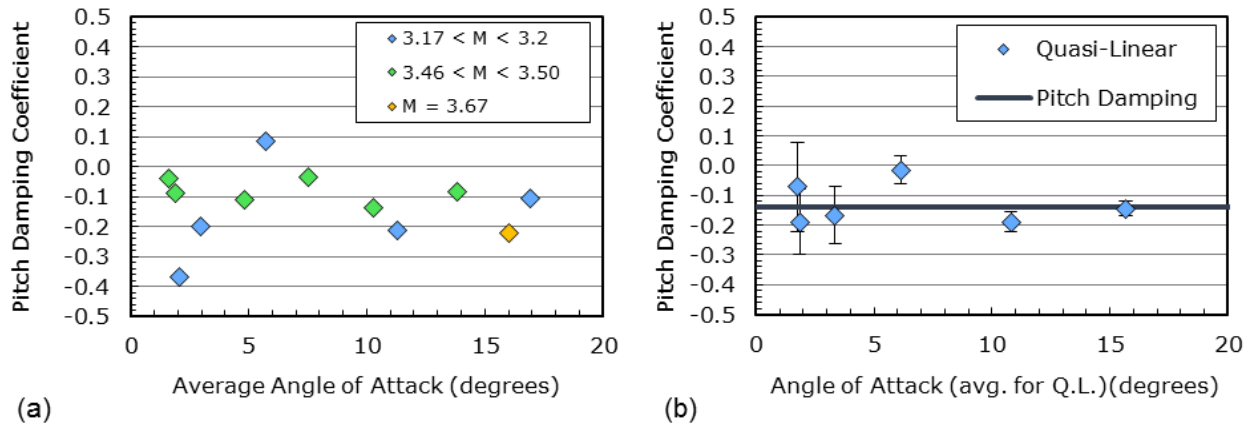 0.5
0.4
0.3
0.2
0.1
0.0
-0.1
-0.2
-0.3
-0.4
-0.5
Pitch Damping Coefficient
3.17 < M < 3.2
3.46 < M < 3.50
M = 3.67
0 5 10 15 20
Average Angle of Attack (degrees)
(a)
0.5
0.4
0.3
0.2
0.1
0.0
-0.1
-0.2
-0.3
-0.4
-0.5
Pitch Damping Coefficient
Quasi-Linear
Pitch Damping
0 5 10 15 20
Angle of Attack (avg. for Q.L.)(degrees)
(b)